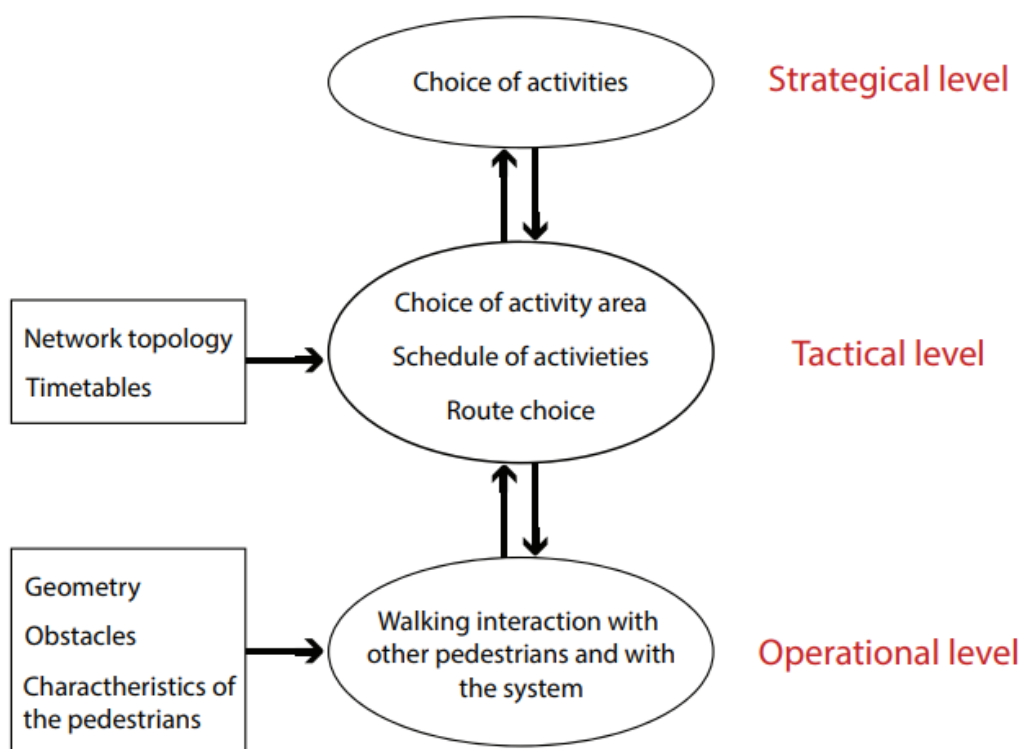 Choice of activities
Strategical level
Choice of activity area
Schedule of activieties
Route choice
Network topology
Timetables
Tactical level
Geometry
Obstacles
Charactheristics of
the pedestrians
Walking interaction with
other pedestrians and with
the system
Operational level